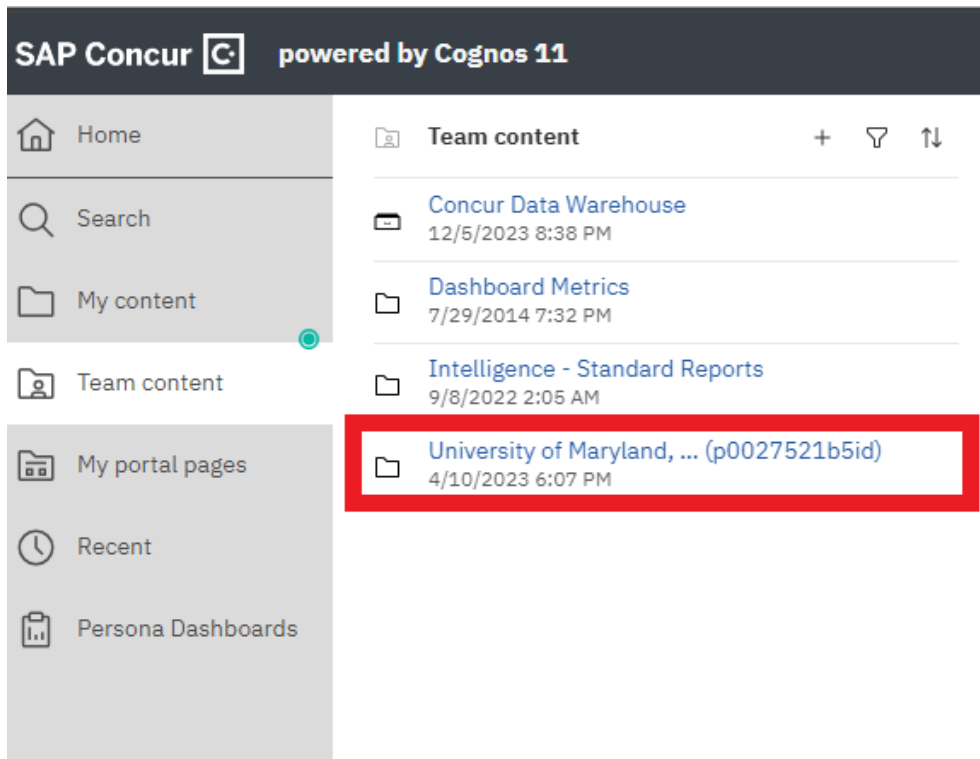 SAP Concur C powered by Cognos 11
Home
Search
My content
Team content
My portal pages
Recent
Persona Dashboards
Team content
Concur Data Warehouse
12/5/2023 8:38 PM
Dashboard Metrics
7/29/2014 7:32 PM
Intelligence - Standard Reports
9/8/2022 2:05 AM
University of Maryland, ... (p0027521b5id)
4/10/2023 6:07 PM